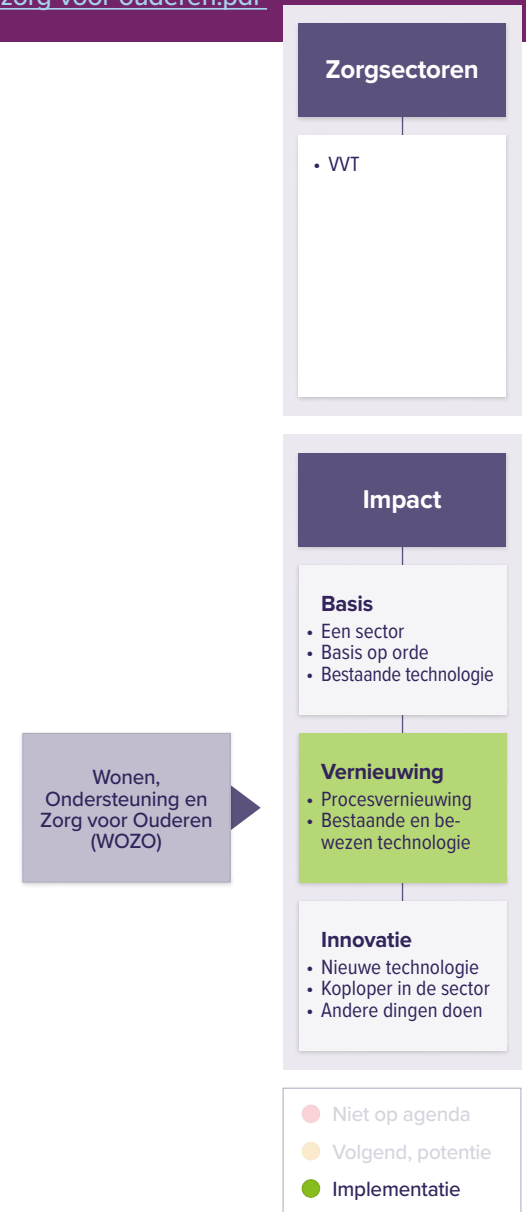 zorg-voor-ouderen.pdf
Zorgsectoren
• VVT
Impact
Basis
• Een sector
• Basis op orde
• Bestaande technologie
Wonen,
Ondersteuning en
Zorg voor Ouderen
(WOZO)
Vernieuwing
• Procesvernieuwing
• Bestaande en be-
wezen technologie
Innovatie
• Nieuwe technologie
• Koploper in de sector
• Andere dingen doen
Niet op agenda
Volgend, potentie
Implementatie